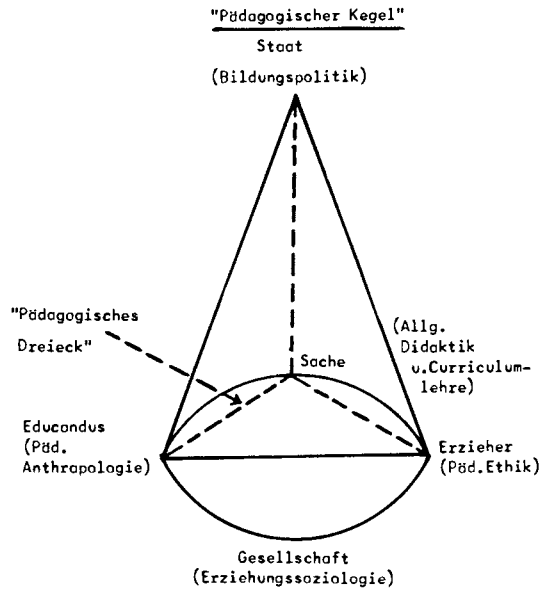 "Pädagogischer Kegel"
Staat
(Bildungspolitik)
"Pädagogisches
Dreieck"
(Allg.
Didaktik
u.Curriculum-
lehre)
Sache
Educandus
(Päd.
Anthropologie)
Erzieher
(Päd.Ethik)
Gesellschaft
(Erziehungssoziologie)